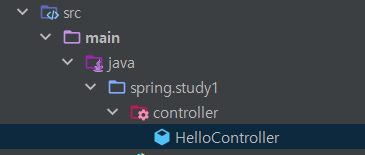 src
main
java
spring.study1
controller
HelloController